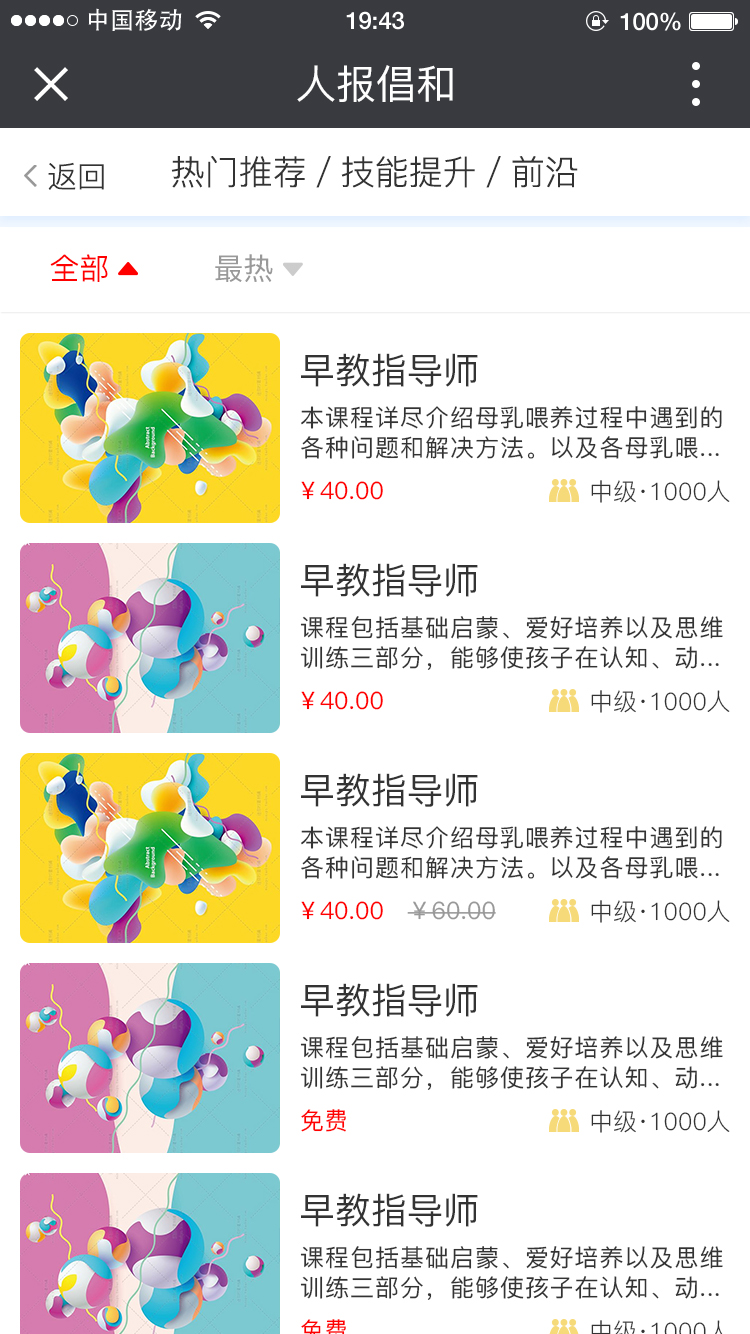 中国移动 19:43 100%
人报倡和
返回 热门推荐 / 技能提升 / 前沿
全部 最热
Abstract
Background
早教指导师
本课程详尽介绍母乳喂养过程中遇到的
各种问题和解决方法。以及各母乳喂...
¥40.00 中级·1000人
早教指导师
课程包括基础启蒙、爱好培养以及思维
训练三部分，能够使孩子在认知、动...
¥40.00 中级·1000人
Abstract
Background
早教指导师
本课程详尽介绍母乳喂养过程中遇到的
各种问题和解决方法。以及各母乳喂...
¥40.00 ¥60.00 中级·1000人
早教指导师
课程包括基础启蒙、爱好培养以及思维
训练三部分，能够使孩子在认知、动...
免费 中级·1000人
早教指导师
课程包括基础启蒙、爱好培养以及思维
训练三部分，能够使孩子在认知、动...
免费 中级·1000人